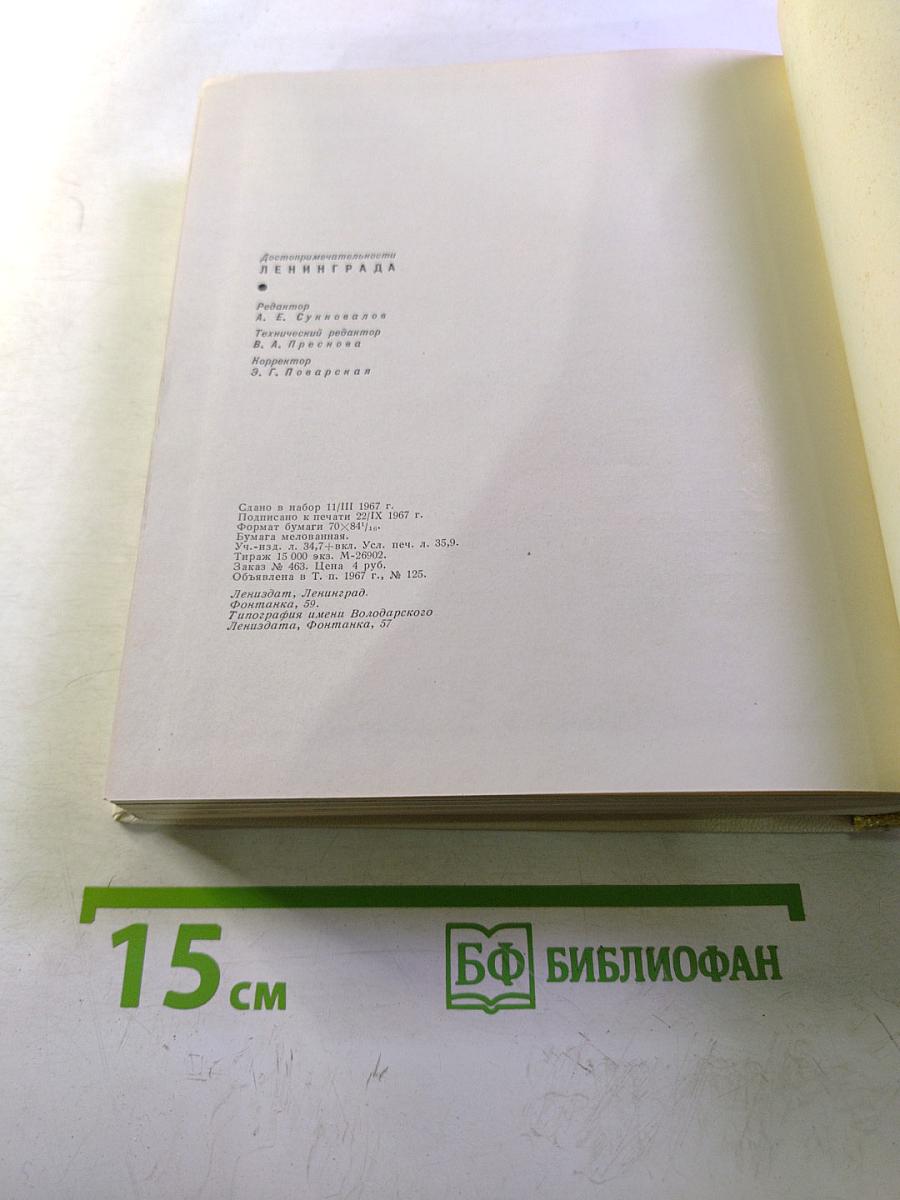 Достопримечательности
ЛЕНИНГРАДА
Редактор
А. Е. Сукновалов
Технический редактор
В. А. Преснова
Корректор
Э. Г. Поварская
Сдано в набор 11/III 1967 г.
Подписано к печати 22/IX 1967 г.
Формат бумаги 70×84¹/₁₆.
Бумага мелованная.
Уч.-изд. л. 34,7+вкл. Усл. печ. л. 35,9.
Тираж 15 000 экз. М-26902.
Заказ № 463. Цена 4 руб.
Объявлена в Т. п. 1967 г., № 125.
Лениздат, Ленинград.
Фонтанка, 59.
Типография имени Володарского
Лениздата, Фонтанка, 57
15 см
БФ БИБЛИОФАН